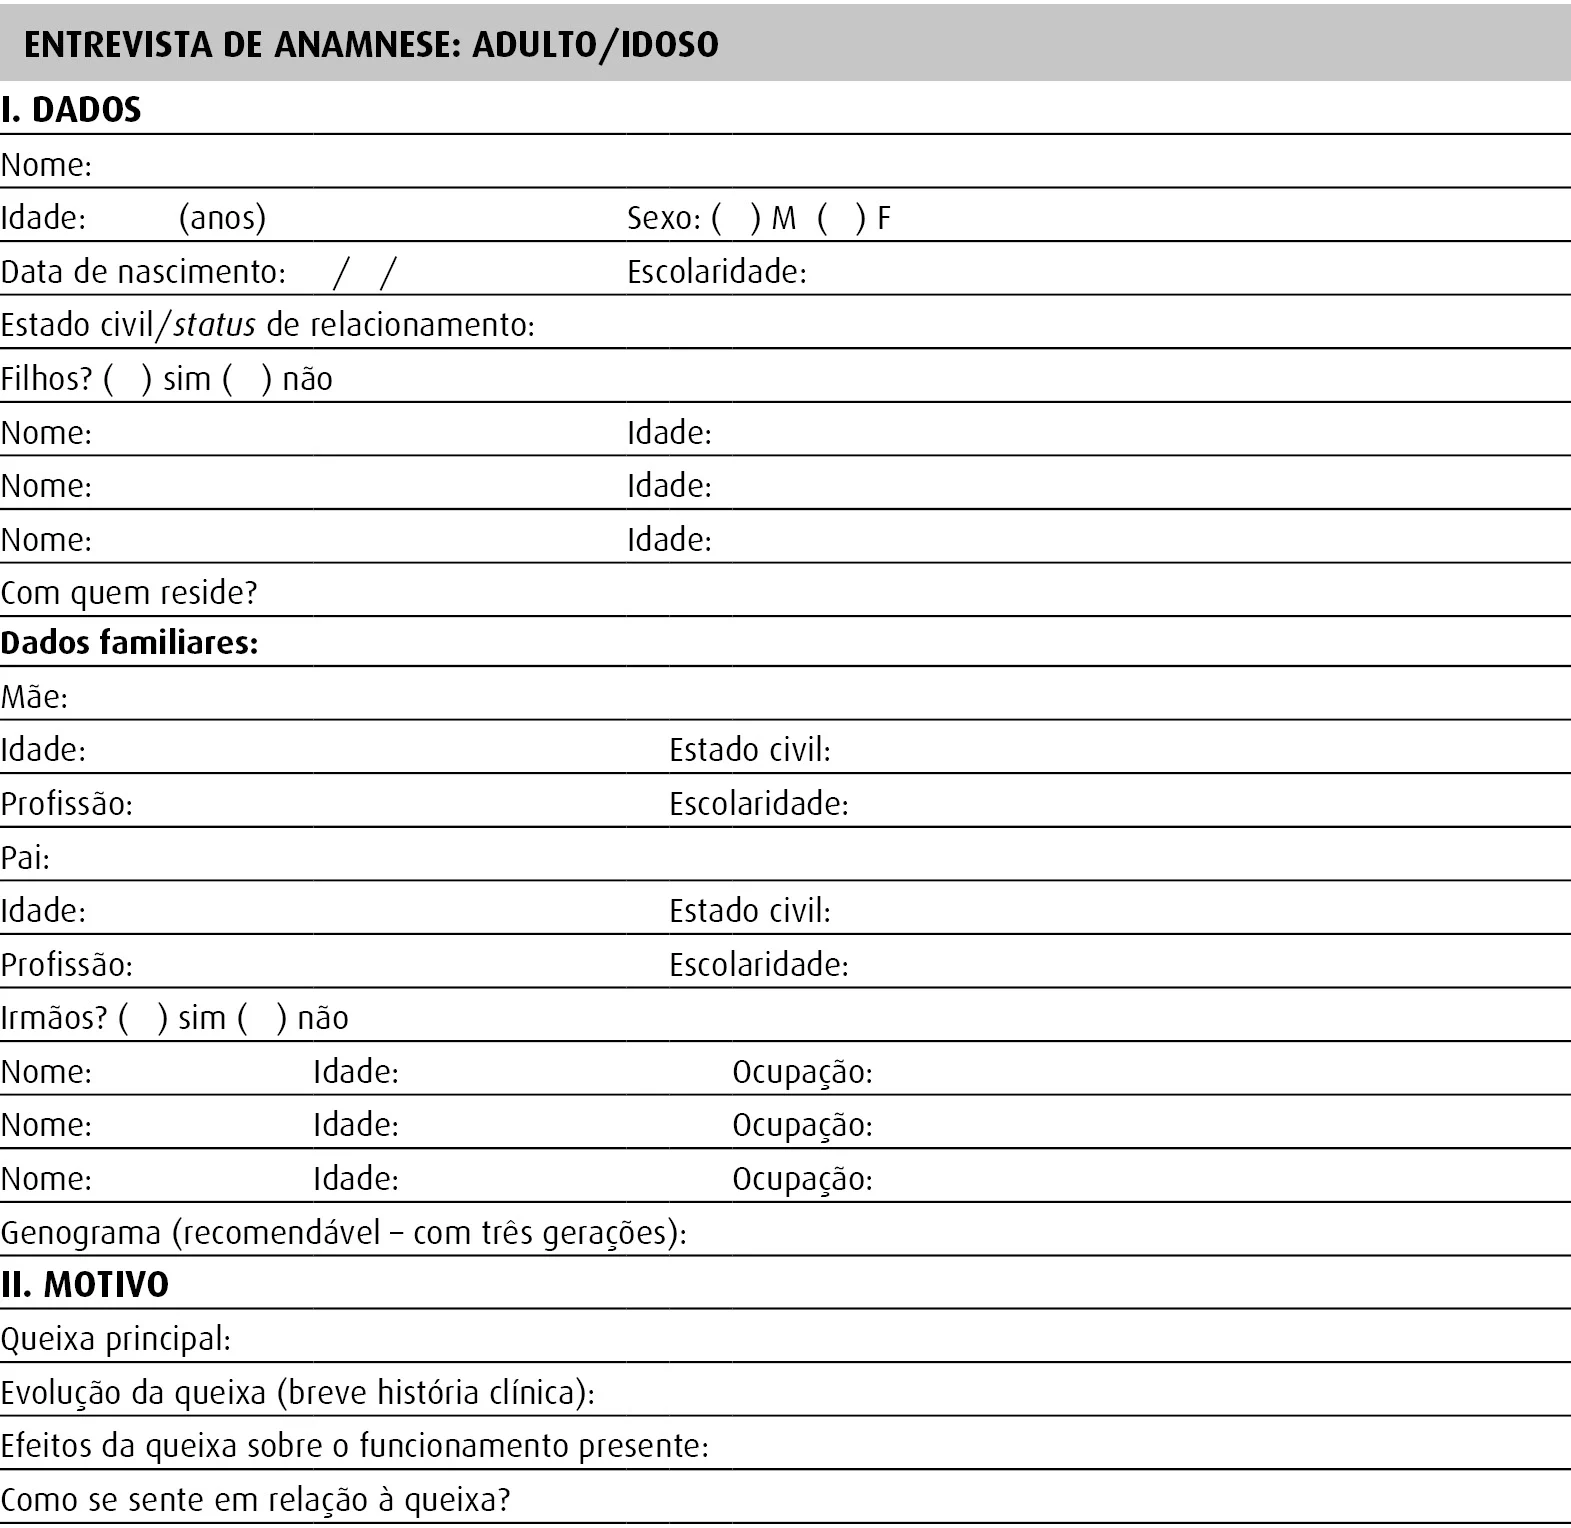 ENTREVISTA DE ANAMNESE: ADULTO/IDOSO
I. DADOS
Nome:
Idade: (anos) Sexo: ( ) M ( ) F
Data de nascimento: / / Escolaridade:
Estado civil/status de relacionamento:
Filhos? ( ) sim ( ) não
Nome: Idade:
Nome: Idade:
Nome: Idade:
Com quem reside?
Dados familiares:
Mãe:
Idade: Estado civil:
Profissão: Escolaridade:
Pai:
Idade: Estado civil:
Profissão: Escolaridade:
Irmãos? ( ) sim ( ) não
Nome: Idade: Ocupação:
Nome: Idade: Ocupação:
Nome: Idade: Ocupação:
Genograma (recomendável – com três gerações):
II. MOTIVO
Queixa principal:
Evolução da queixa (breve história clínica):
Efeitos da queixa sobre o funcionamento presente:
Como se sente em relação à queixa?